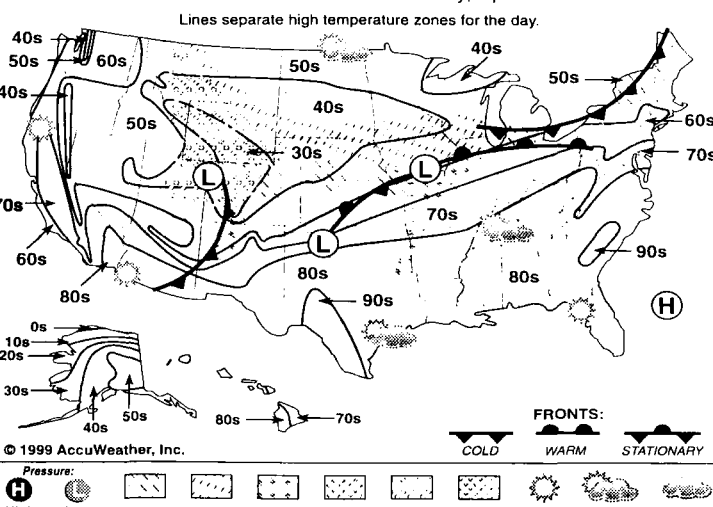 Lines separate high temperature zones for the day.
40s
50s
60s
50s
40s
50s
60s
70s
40s
40s
50s
30s
L
L
L
70s
70s
60s
80s
80s
90s
80s
90s
H
0s
10s
20s
30s
40s
50s
80s
70s
© 1999 AccuWeather, Inc.
FRONTS:
COLD WARM STATIONARY
Pressure:
H L